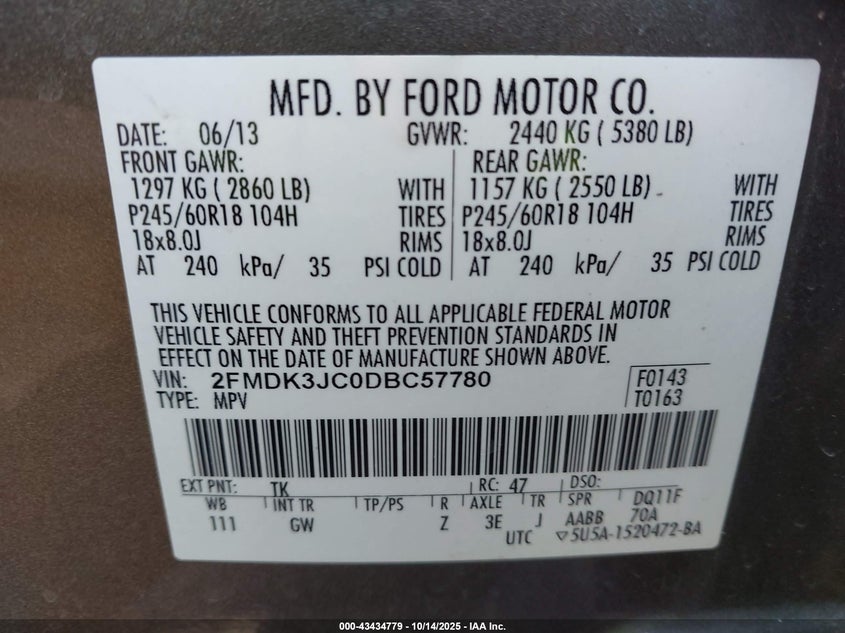 MFD. BY FORD MOTOR CO.
DATE: 06/13 GVWR: 2440 KG ( 5380 LB)
FRONT GAWR: REAR GAWR:
1297 KG ( 2860 LB) WITH 1157 KG ( 2550 LB) WITH
P245/60R18 104H TIRES P245/60R18 104H TIRES
18x8.0J RIMS 18x8.0J RIMS
AT 240 kPa/ 35 PSI COLD AT 240 kPa/ 35 PSI COLD
THIS VEHICLE CONFORMS TO ALL APPLICABLE FEDERAL MOTOR
VEHICLE SAFETY AND THEFT PREVENTION STANDARDS IN
EFFECT ON THE DATE OF MANUFACTURE SHOWN ABOVE.
VIN: 2FMDK3JC0DBC57780 F0143
TYPE: MPV T0163
EXT PNT: TK RC: 47 DSO:
WB INT TR TP/PS R AXLE TR SPR DQ11F
111 GW Z 3E J AABB 70A
UTC ▽5U5A-1520472-BA
000-43434779 - 10/14/2025 - IAA Inc.